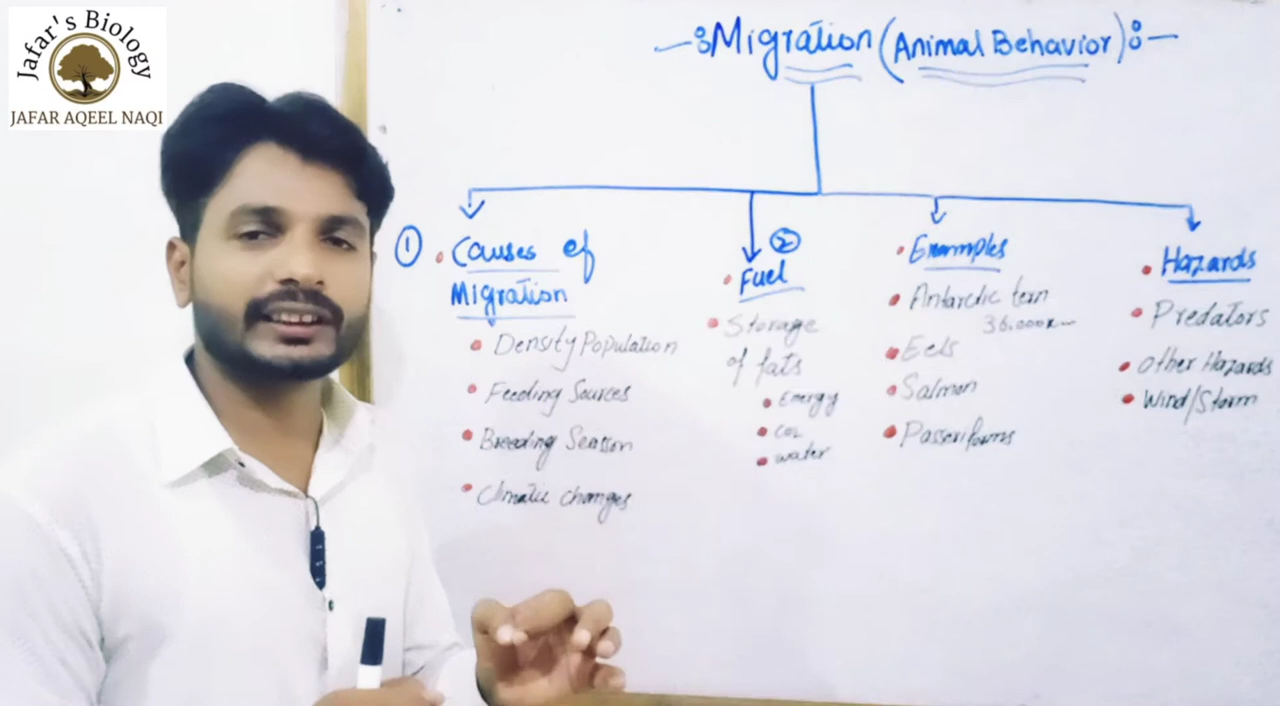 Jafar's Biology
JAFAR AQEEL NAQI
Migration (Animal Behavior)
① Causes of
Migration
Density Population
Feeding Sources
Breeding Season
Climatic changes
②
Fuel
Storage
of fats
Energy
CO2
water
Examples
Antarctic tern
36,000
Eels
Salmon
Passeriforms
Hazards
Predators
Other Hazards
Wind/Storm